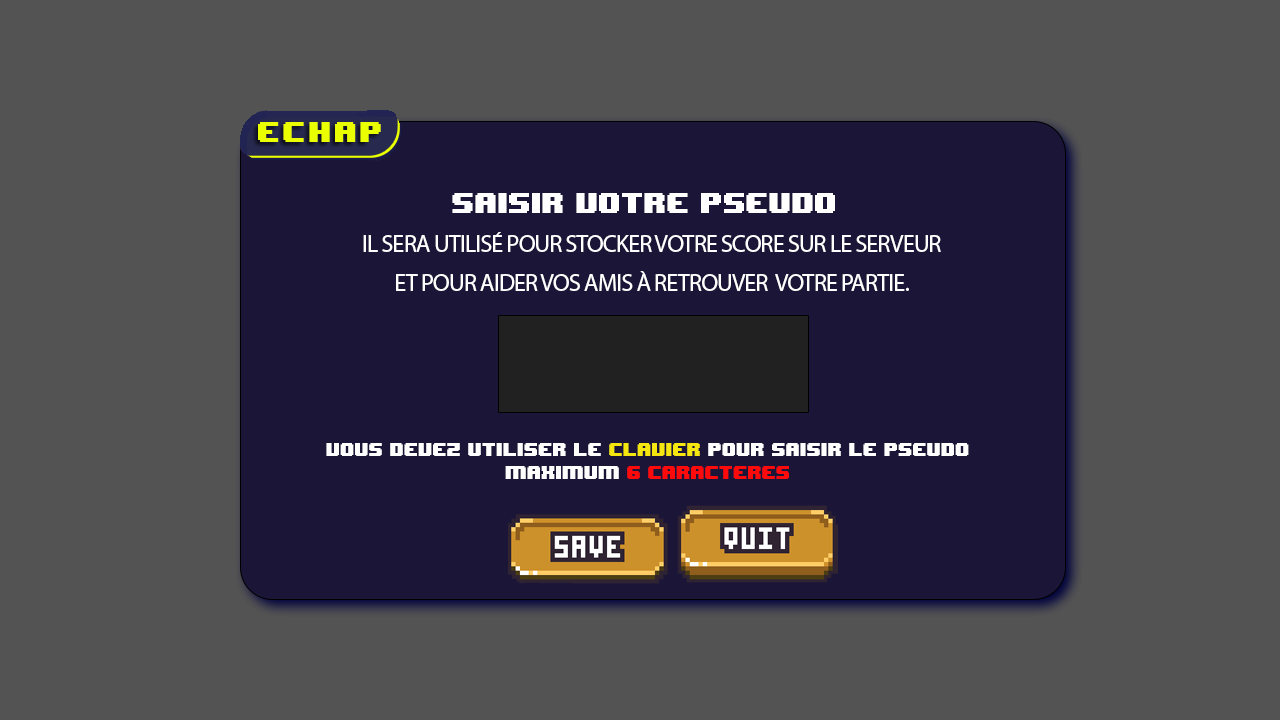 ECHAP
SAISIR VOTRE PSEUDO
IL SERA UTILISÉ POUR STOCKER VOTRE SCORE SUR LE SERVEUR
ET POUR AIDER VOS AMIS À RETROUVER VOTRE PARTIE.
VOUS DEVEZ UTILISER LE CLAVIER POUR SAISIR LE PSEUDO
MAXIMUM 6 CARACTERES
SAVE QUIT